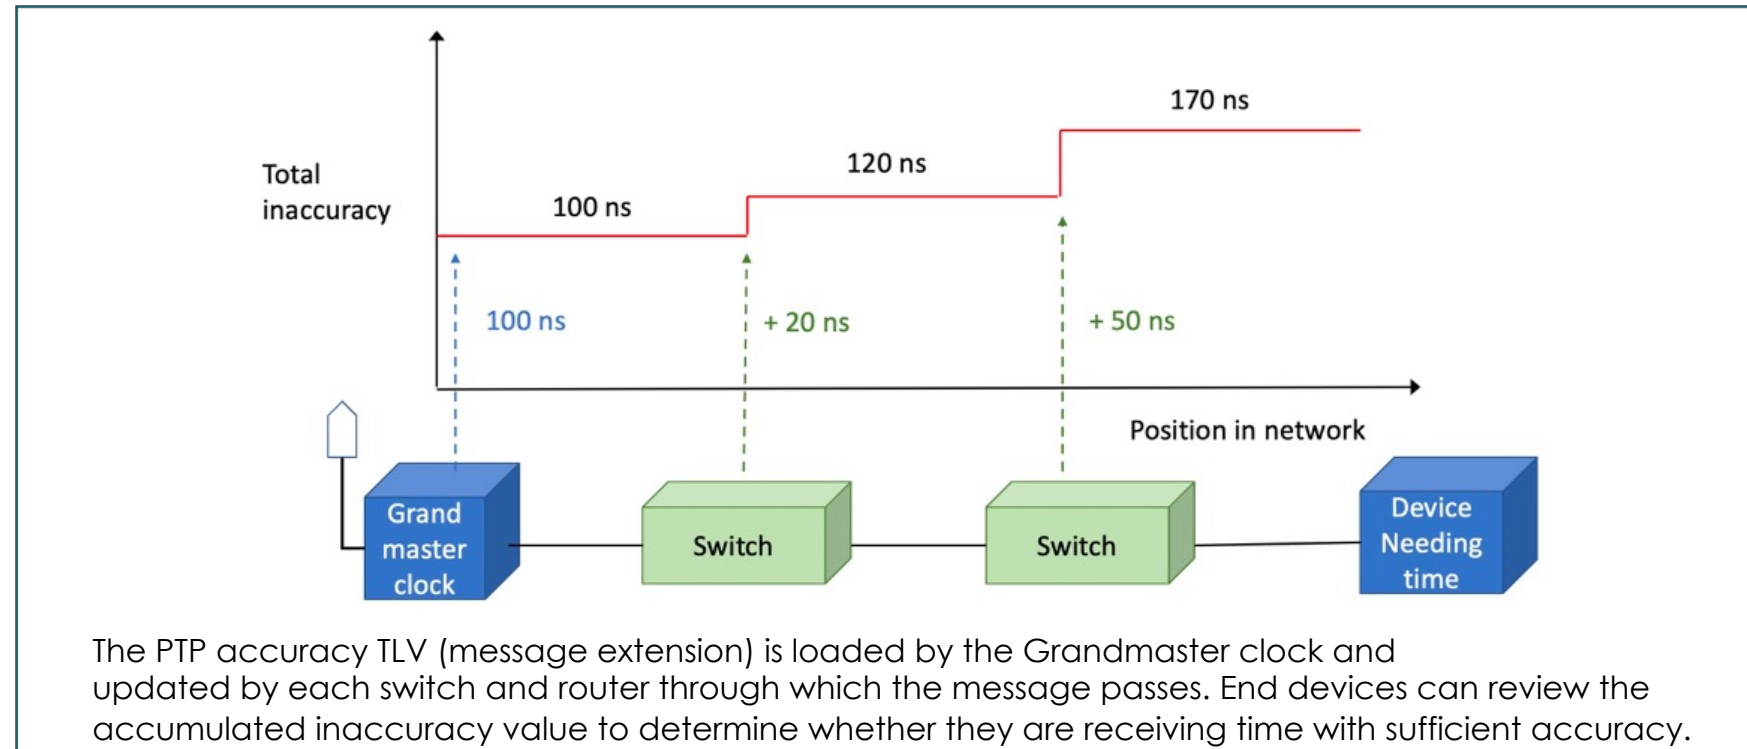 170 ns
120 ns
Total
inaccuracy
100 ns
100 ns
+ 20 ns
+ 50 ns
Position in network
Grand
master
clock
Switch
Switch
Device
Needing
time
The PTP accuracy TLV (message extension) is loaded by the Grandmaster clock and
updated by each switch and router through which the message passes. End devices can review the
accumulated inaccuracy value to determine whether they are receiving time with sufficient accuracy.